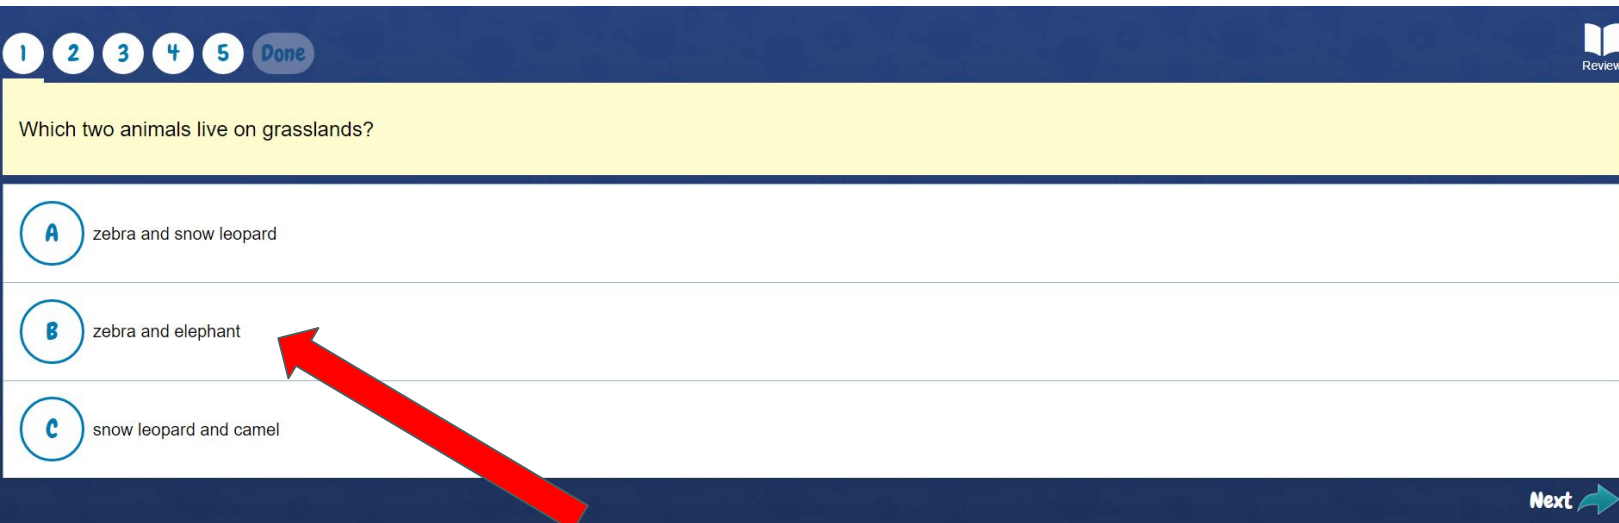 1 2 3 4 5 Done
Review
Which two animals live on grasslands?
A zebra and snow leopard
B zebra and elephant
C snow leopard and camel
Next